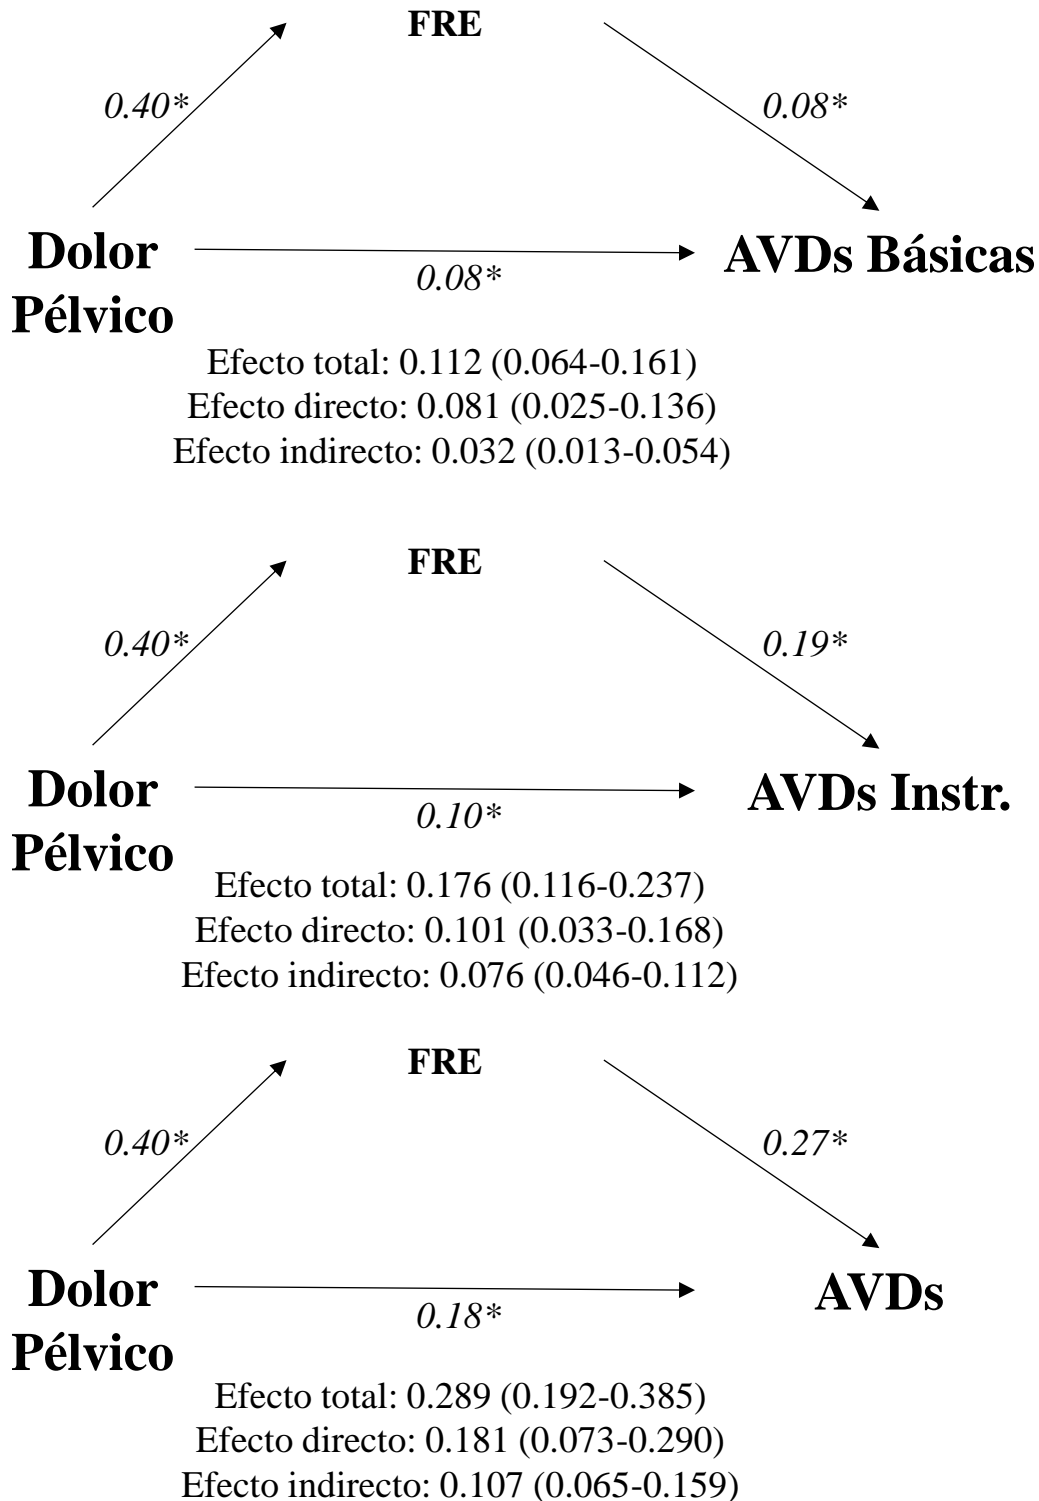 FRE
0.40*
0.08*
Dolor
Pélvico
0.08*
AVDs Básicas
Efecto total: 0.112 (0.064-0.161)
Efecto directo: 0.081 (0.025-0.136)
Efecto indirecto: 0.032 (0.013-0.054)
FRE
0.40*
0.19*
Dolor
Pélvico
0.10*
AVDs Instr.
Efecto total: 0.176 (0.116-0.237)
Efecto directo: 0.101 (0.033-0.168)
Efecto indirecto: 0.076 (0.046-0.112)
FRE
0.40*
0.27*
Dolor
Pélvico
0.18*
AVDs
Efecto total: 0.289 (0.192-0.385)
Efecto directo: 0.181 (0.073-0.290)
Efecto indirecto: 0.107 (0.065-0.159)